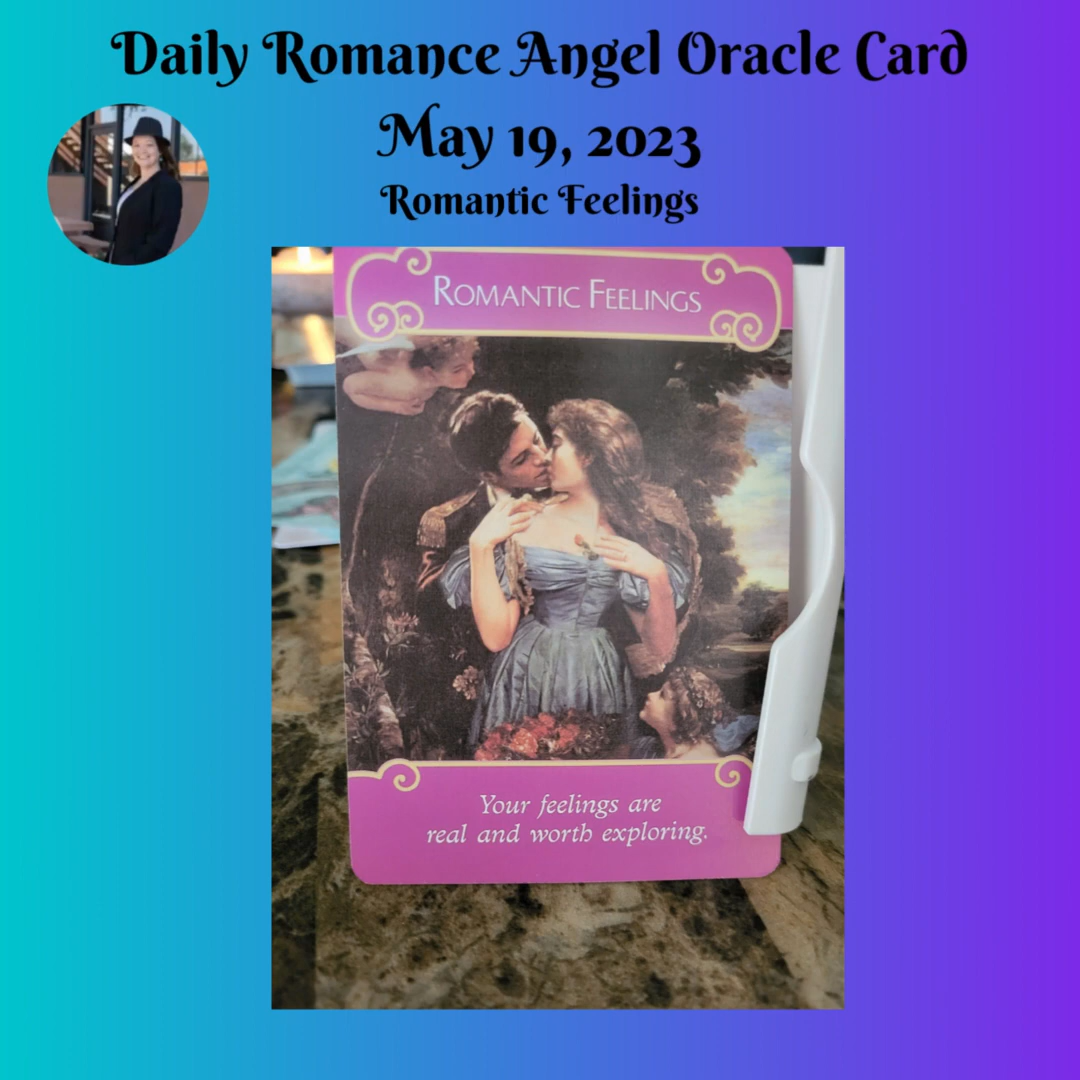 Daily Romance Angel Oracle Card
May 19, 2023
Romantic Feelings
ROMANTIC FEELINGS
Your feelings are
real and worth exploring.